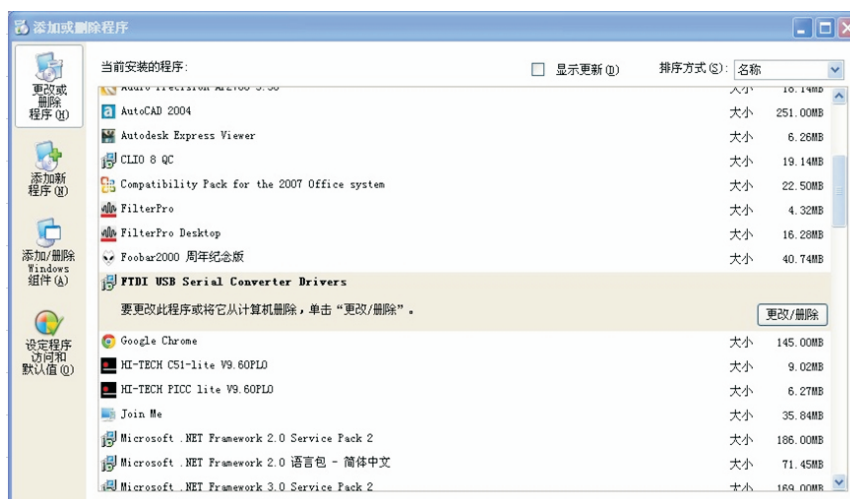 添加或删除程序
更改或
删除
程序(H)
添加新
程序(N)
添加/删除
Windows
组件(A)
设定程序
访问和
默认值(O)
当前安装的程序:
显示更新(D)
排序方式(S): 名称
大小 18.14MB
AutoCAD 2004 大小 251.00MB
Autodesk Express Viewer 大小 6.26MB
CLIO 8 QC 大小 19.14MB
Compatibility Pack for the 2007 Office system 大小 22.50MB
FilterPro 大小 4.32MB
FilterPro Desktop 大小 16.28MB
Foobar2000 周年纪念版 大小 40.74MB
FTDI USB Serial Converter Drivers
要更改此程序或将它从计算机删除,单击“更改/删除”。
更改/删除
Google Chrome 大小 145.00MB
HI-TECH C51-lite V9.60PL0 大小 9.02MB
HI-TECH PICC lite V9.60PL0 大小 6.27MB
Join Me 大小 35.84MB
Microsoft .NET Framework 2.0 Service Pack 2 大小 186.00MB
Microsoft .NET Framework 2.0 语言包 - 简体中文 大小 71.45MB
Microsoft .NET Framework 3.0 Service Pack 2 大小 169.00MB